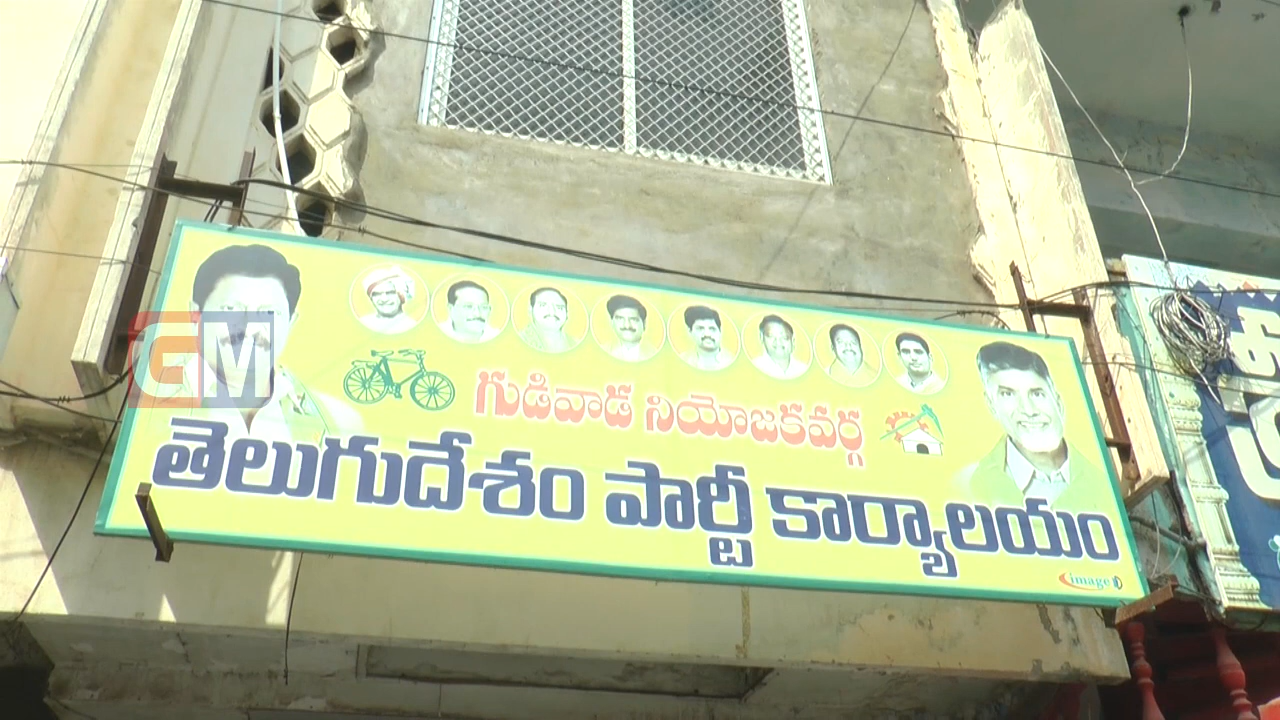 GM
గుడివాడ నియోజకవర్గ
తెలుగుదేశం పార్టీ కార్యాలయం
image